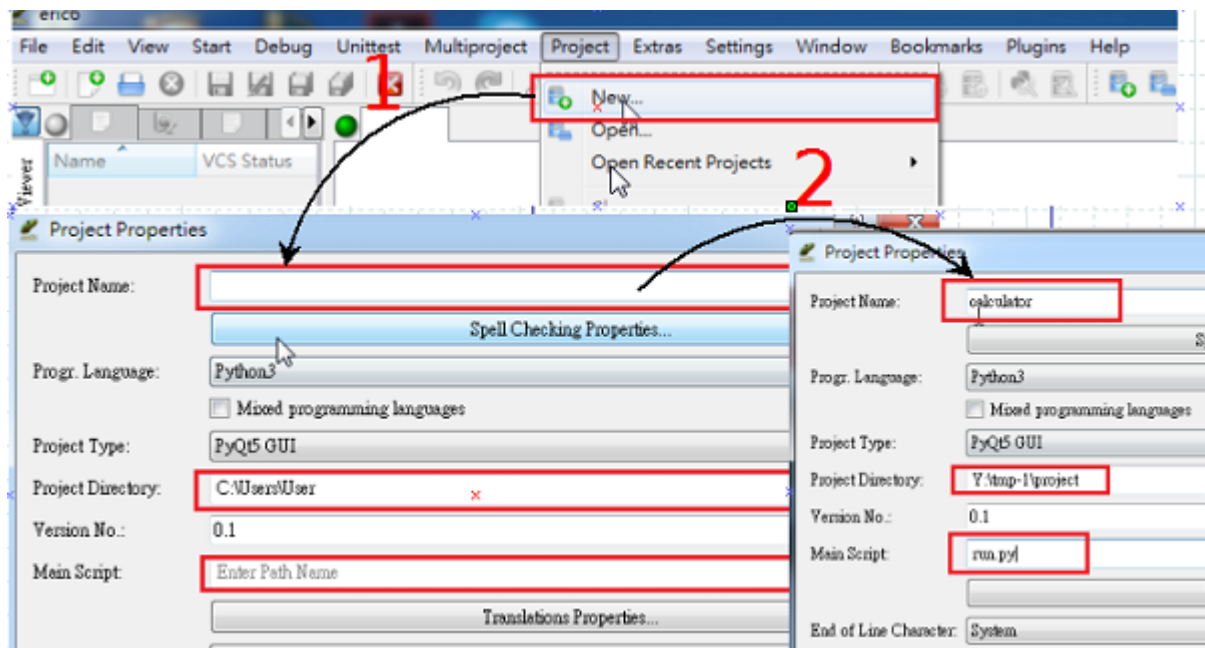 eric6
File Edit View Start Debug Unittest Multiproject Project Extras Settings Window Bookmarks Plugins Help
1
New...
Open...
Open Recent Projects
2
Name VCS Status
Viewer
Project Properties
Project Name:
Spell Checking Properties...
Progr. Language: Python3
Mixed programming languages
Project Type: PyQt5 GUI
Project Directory: C:\Users\User
Version No.: 0.1
Main Script: Enter Path Name
Translations Properties...
Project Properties
Project Name: calculator
Progr. Language: Python3
Mixed programming languages
Project Type: PyQt5 GUI
Project Directory: Y:\tmp-1\project
Version No.: 0.1
Main Script: run.py
End of Line Character: System